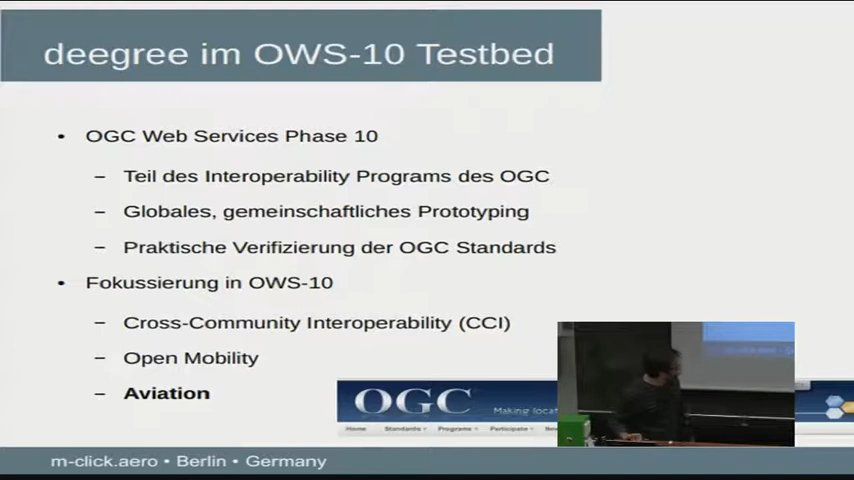 deegree im OWS-10 Testbed
• OGC Web Services Phase 10
– Teil des Interoperability Programs des OGC
– Globales, gemeinschaftliches Prototyping
– Praktische Verifizierung der OGC Standards
• Fokussierung in OWS-10
– Cross-Community Interoperability (CCI)
– Open Mobility
– Aviation
OGC Making
Home Standards Programs Participate
m-click.aero • Berlin • Germany